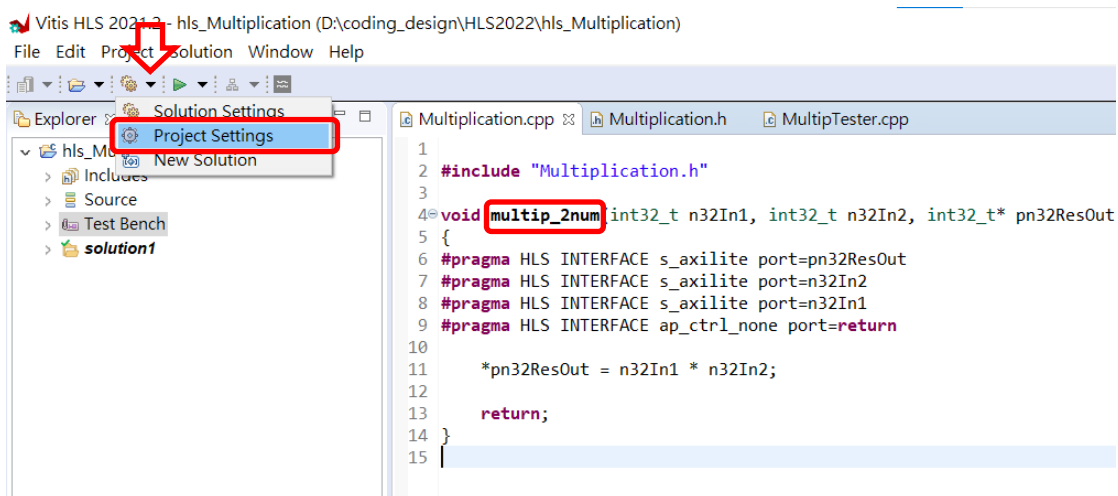 Vitis HLS 2021.2 - hls_Multiplication (D:\coding_design\HLS2022\hls_Multiplication)
File Edit Project Solution Window Help
Solution Settings
Project Settings
New Solution
Explorer
hls_Mu
Includes
Source
Test Bench
solution1
Multiplication.cpp Multiplication.h MultipTester.cpp
1
2 #include "Multiplication.h"
3
4 void multip_2num(int32_t n32In1, int32_t n32In2, int32_t* pn32ResOut
5 {
6 #pragma HLS INTERFACE s_axilite port=pn32ResOut
7 #pragma HLS INTERFACE s_axilite port=n32In2
8 #pragma HLS INTERFACE s_axilite port=n32In1
9 #pragma HLS INTERFACE ap_ctrl_none port=return
10
11 *pn32ResOut = n32In1 * n32In2;
12
13 return;
14 }
15